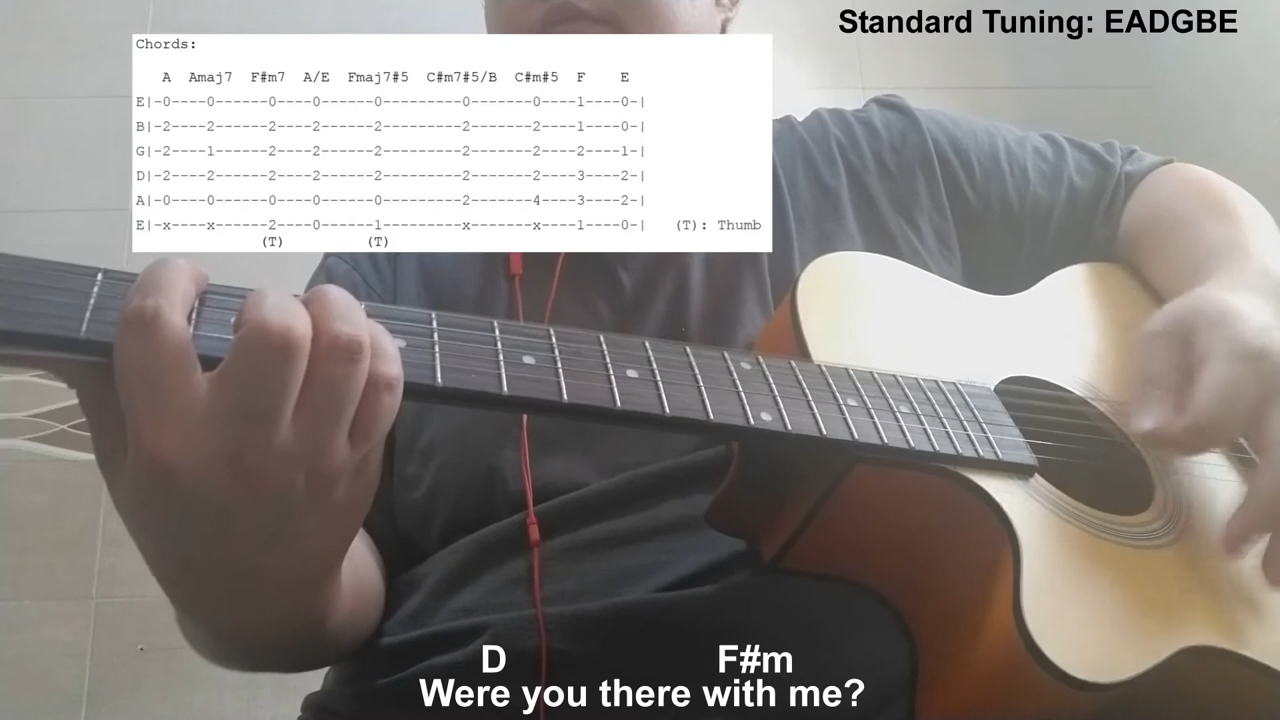 Standard Tuning: EADGBE
Chords:
A Amaj7 F#m7 A/E Fmaj7#5 C#m7#5/B C#m#5 F E
E|-0----0------0----0------0---------0-------0----1----0-|
B|-2----2------2----2------2---------2-------2----1----0-|
G|-2----1------2----2------2---------2-------2----2----1-|
D|-2----2------2----2------2---------2-------2----3----2-|
A|-0----0------0----0------0---------2-------4----3----2-|
E|-x----x------2----0------1---------x-------x----1----0-| (T): Thumb
(T) (T)
D F#m
Were you there with me?